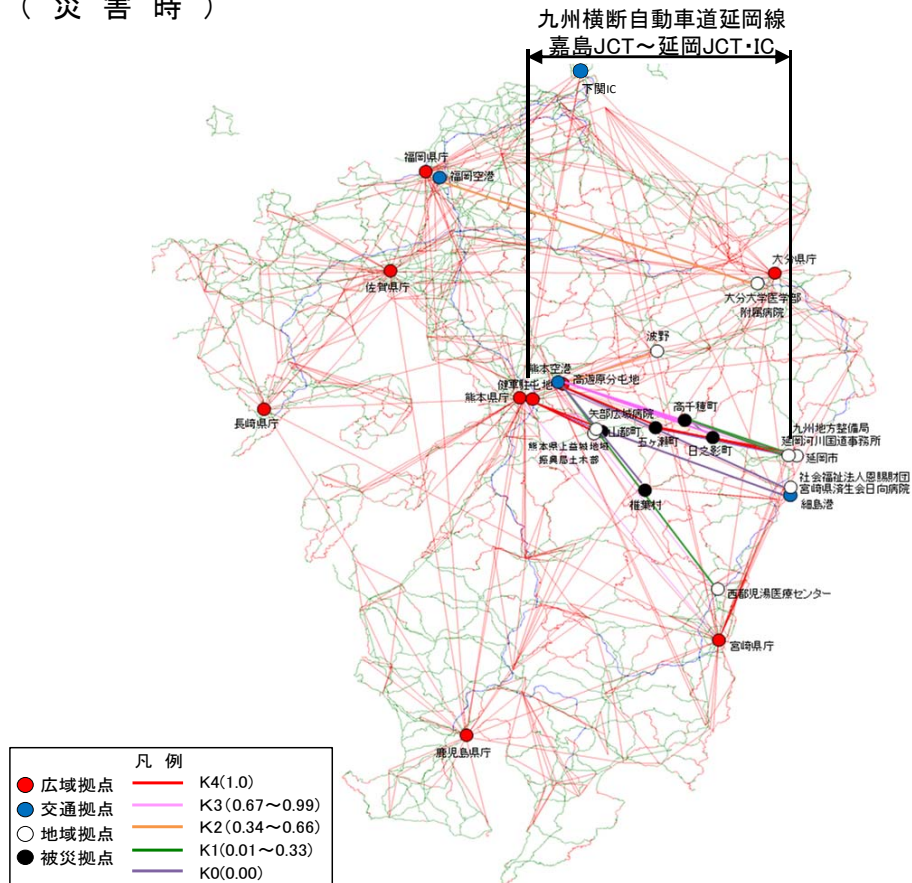 （災害時）
九州横断自動車道延岡線
嘉島JCT～延岡JCT・IC
下関IC
福岡県庁
福岡空港
大分県庁
佐賀県庁
大分大学医学部
附属病院
波野
熊本空港
高遊原分屯地
健軍駐屯地
熊本県庁
長崎県庁
矢部広域病院
高千穂町
山都町
五ヶ瀬町
日之影町
九州地方整備局
延岡河川国道事務所
延岡市
熊本県上益城地域
振興局土木部
社会福祉法人恩賜財団
宮崎県済生会日向病院
細島港
椎葉村
西都児湯医療センター
宮崎県庁
鹿児島県庁
凡 例
広域拠点
交通拠点
地域拠点
被災拠点
K4(1.0)
K3(0.67～0.99)
K2(0.34～0.66)
K1(0.01～0.33)
K0(0.00)